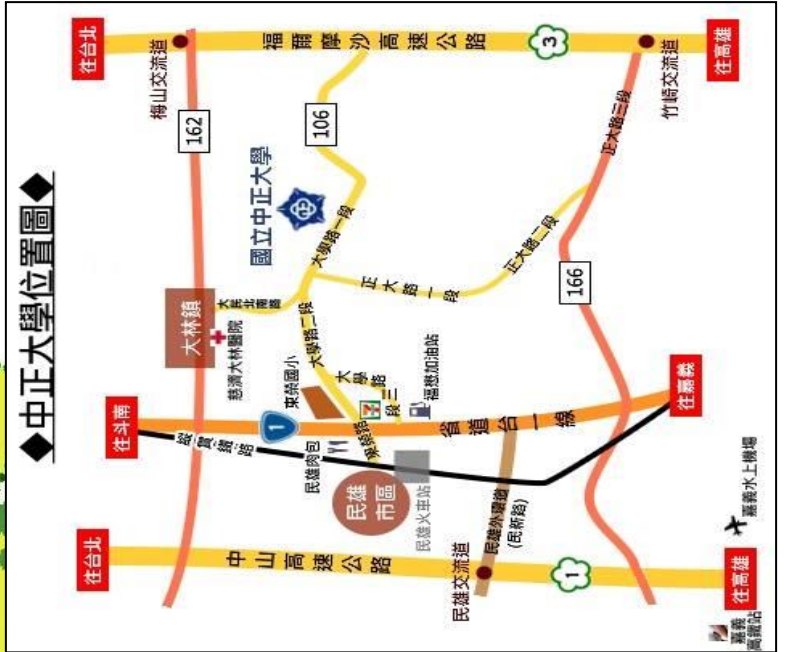 ◆中正大學位置圖◆
往台北
福爾摩沙高速公路
3
往高雄
梅山交流道
竹崎交流道
162
106
正大路三段
國立中正大學
大學路一段
正大路二段
正大路一段
166
大林鎮
大民北南路
慈濟大林醫院
大學路二段
東榮國小
大學路三段
7
福懋加油站
往斗南
1
省道台一線
往嘉義
縱貫鐵路
民雄肉包
東榮路
民雄市區
民雄火車站
民雄外環道
(民新路)
嘉義水上機場
往台北
中山高速公路
民雄交流道
1
往高雄
嘉義
高鐵站